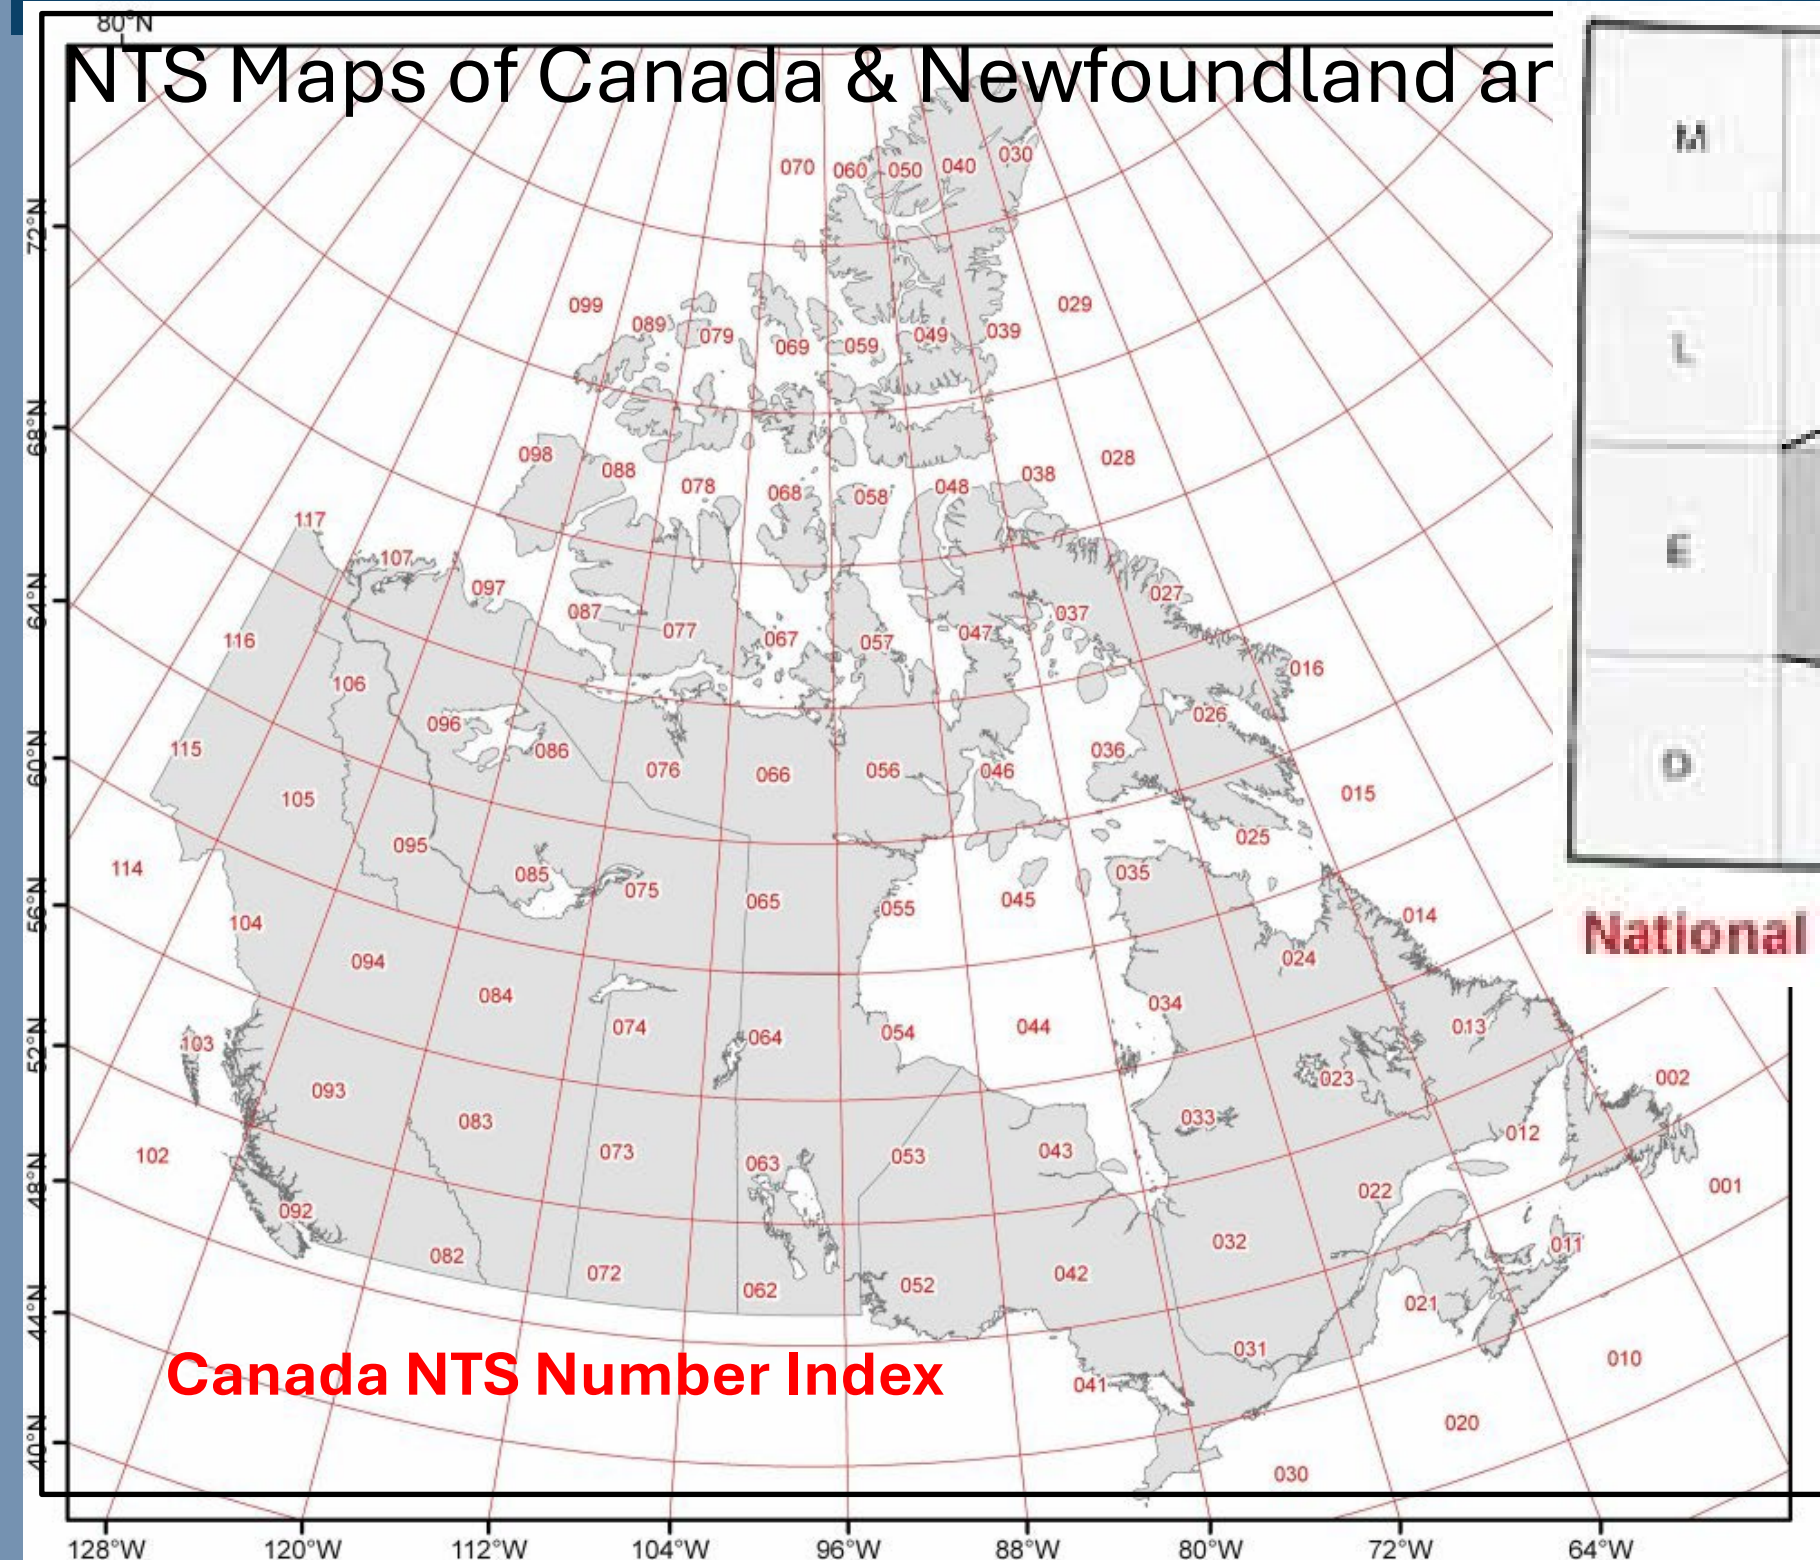 80°N
NTS Maps of Canada & Newfoundland an
M
L
E
D
National
070 060 050 040 030
099 089 079 069 059 049 039 029
098 088 078 068 058 048 038 028
117 107 097 087 077 067 057 047 037 027
116 106 096 086 076 066 056 046 036 026 016
115 105 095 085 075 065 055 045 035 025 015
114 104 094 084 074 064 054 044 034 024 014
103 093 083 073 063 053 043 033 023 013 002
102 092 082 072 062 052 042 032 022 012 001
041 031 021 011
030 020 010
Canada NTS Number Index
72°N
68°N
64°N
60°N
56°N
52°N
48°N
44°N
40°N
128°W 120°W 112°W 104°W 96°W 88°W 80°W 72°W 64°W